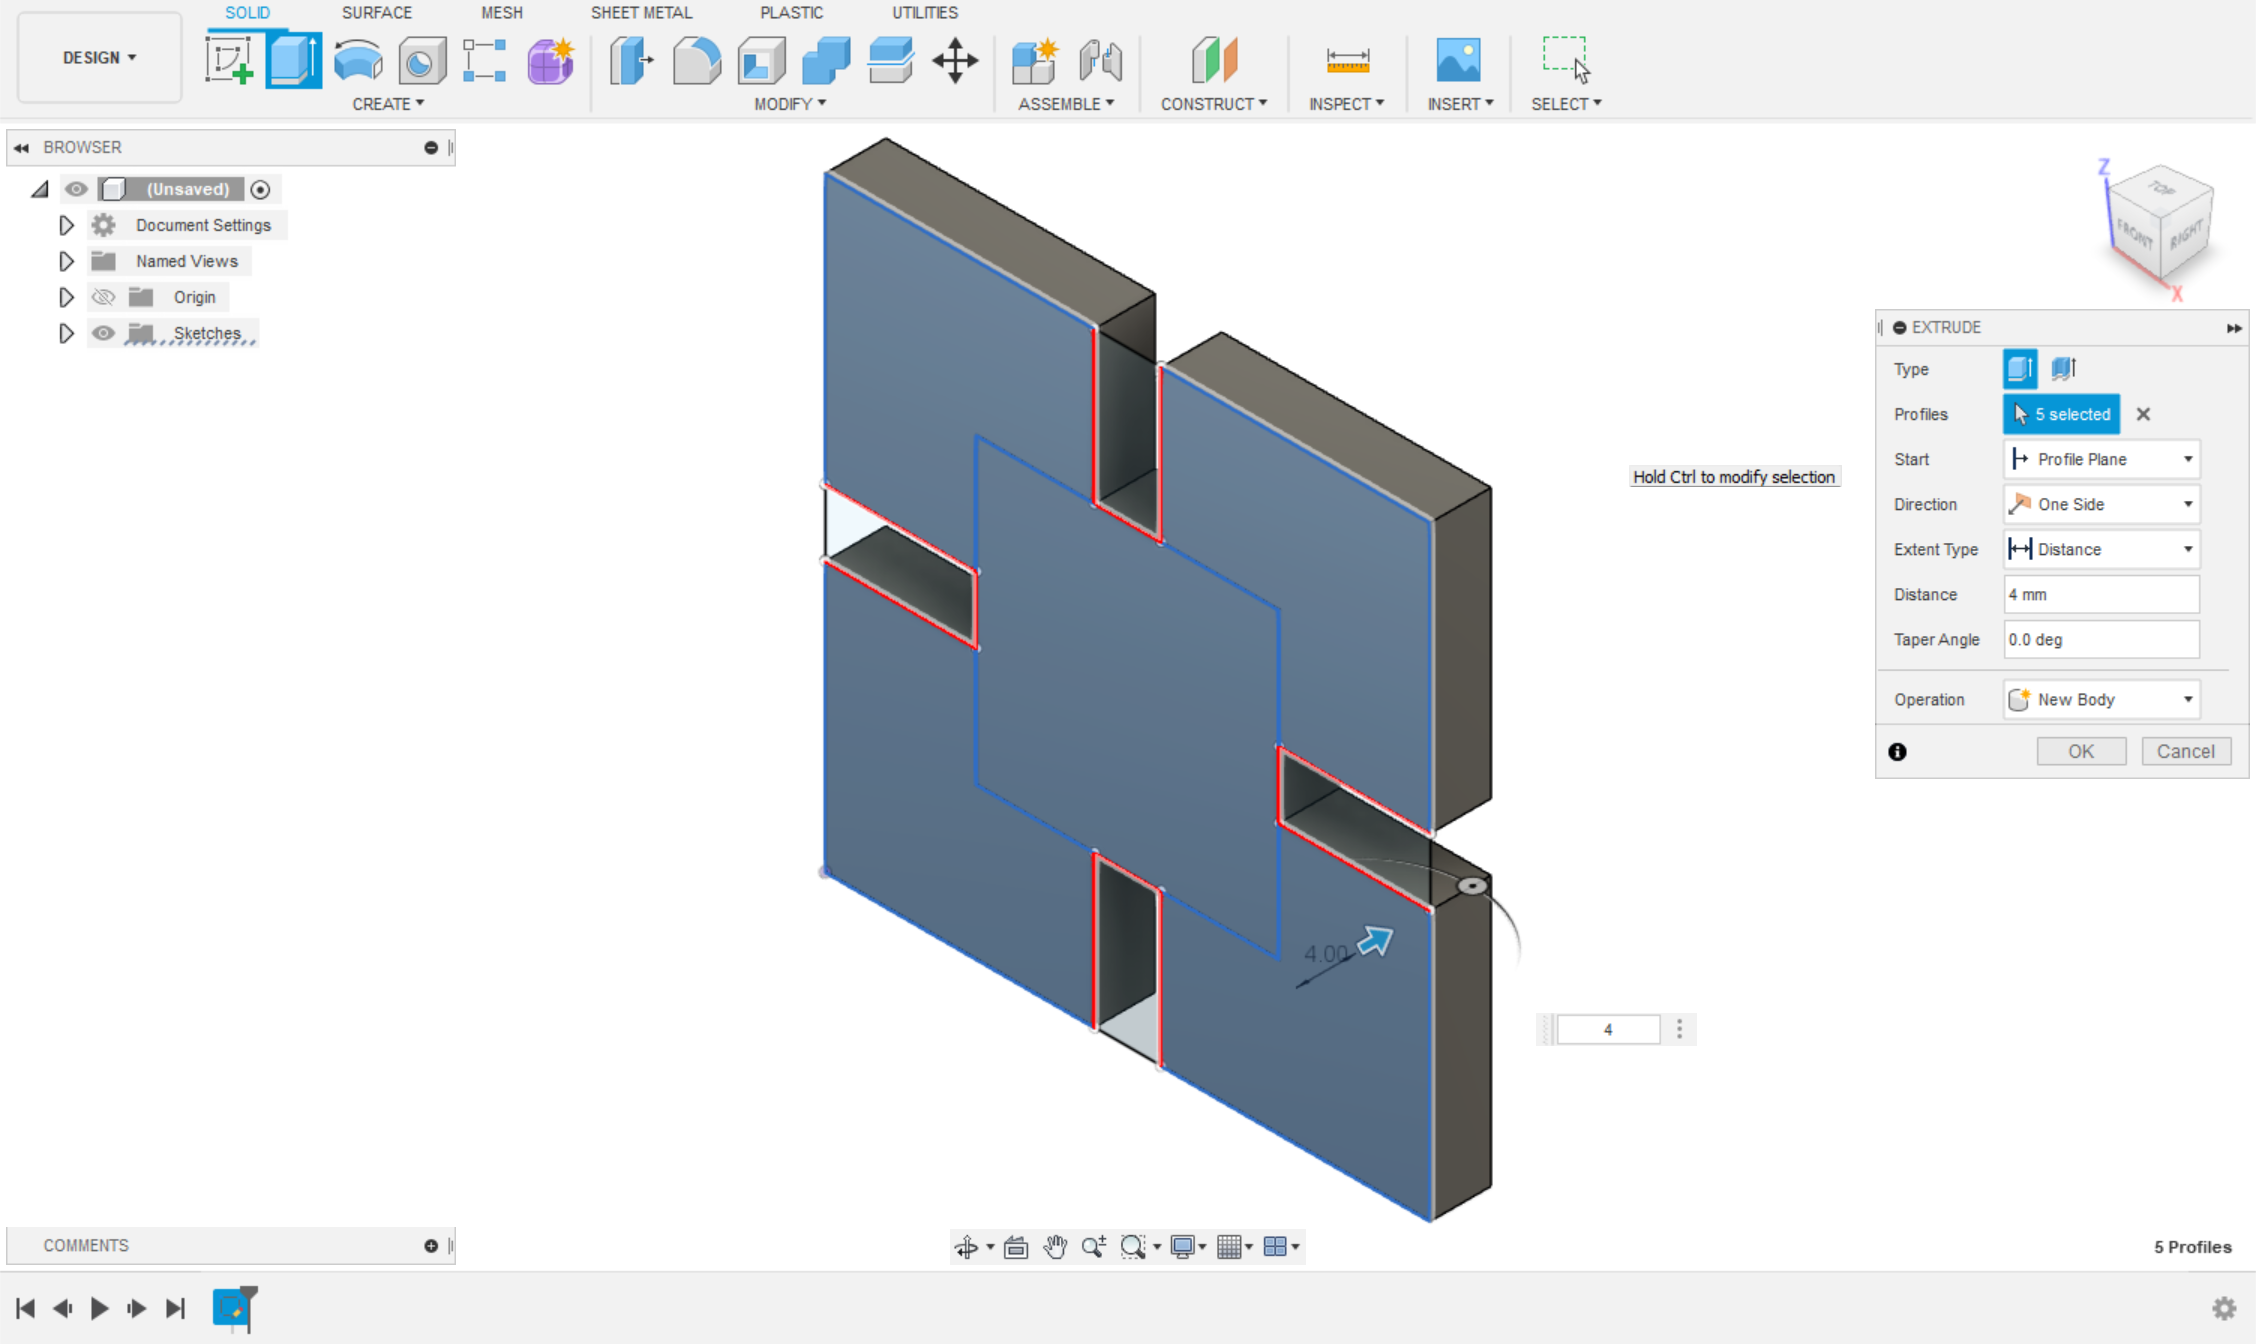 SOLID SURFACE MESH SHEET METAL PLASTIC UTILITIES
DESIGN
CREATE MODIFY ASSEMBLE CONSTRUCT INSPECT INSERT SELECT
BROWSER
(Unsaved)
Document Settings
Named Views
Origin
Sketches
Z
TOP
FRONT
RIGHT
X
EXTRUDE
Type
Profiles 5 selected
Start Profile Plane
Direction One Side
Extent Type Distance
Distance 4 mm
Taper Angle 0.0 deg
Operation New Body
OK Cancel
Hold Ctrl to modify selection
4.00
4
COMMENTS
5 Profiles